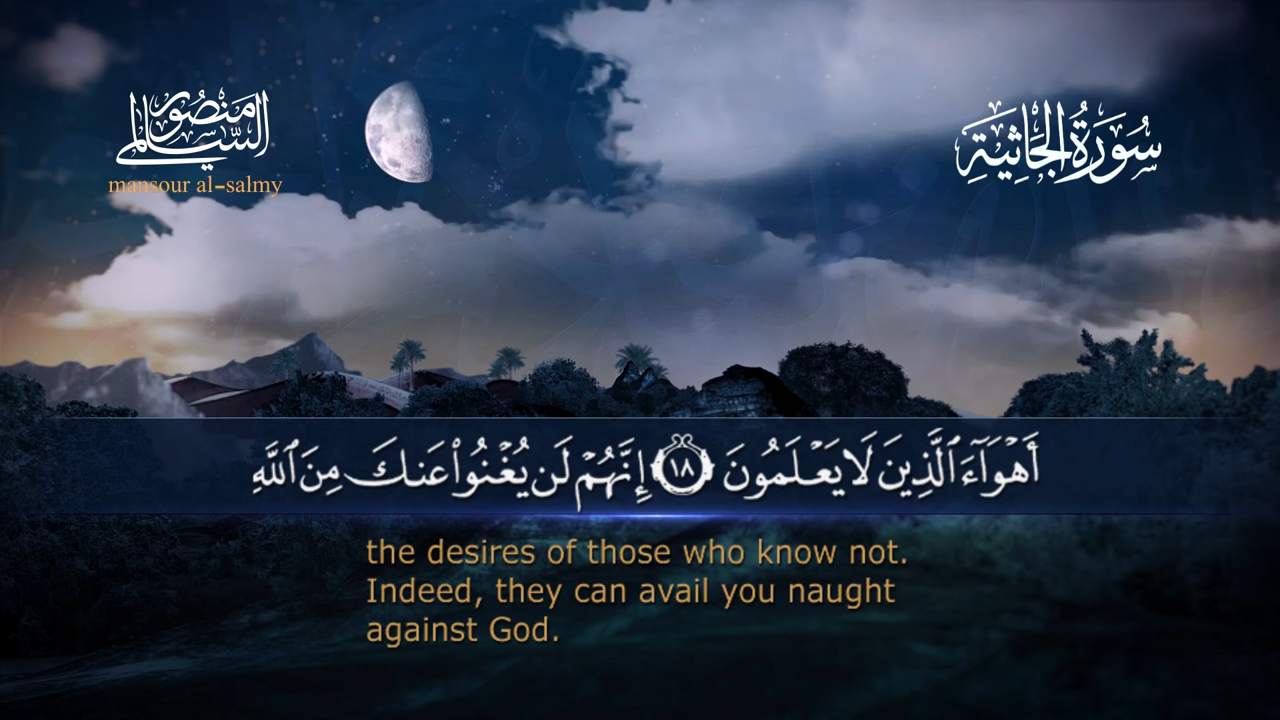 منصور السالمي
mansour al-salmy
سُورَةُ الجَاثِيَةِ
أَهْوَآءَ ٱلَّذِينَ لَا يَعْلَمُونَ ١٨ إِنَّهُمْ لَن يُغْنُوا۟ عَنكَ مِنَ ٱللَّهِ
the desires of those who know not.
Indeed, they can avail you naught
against God.